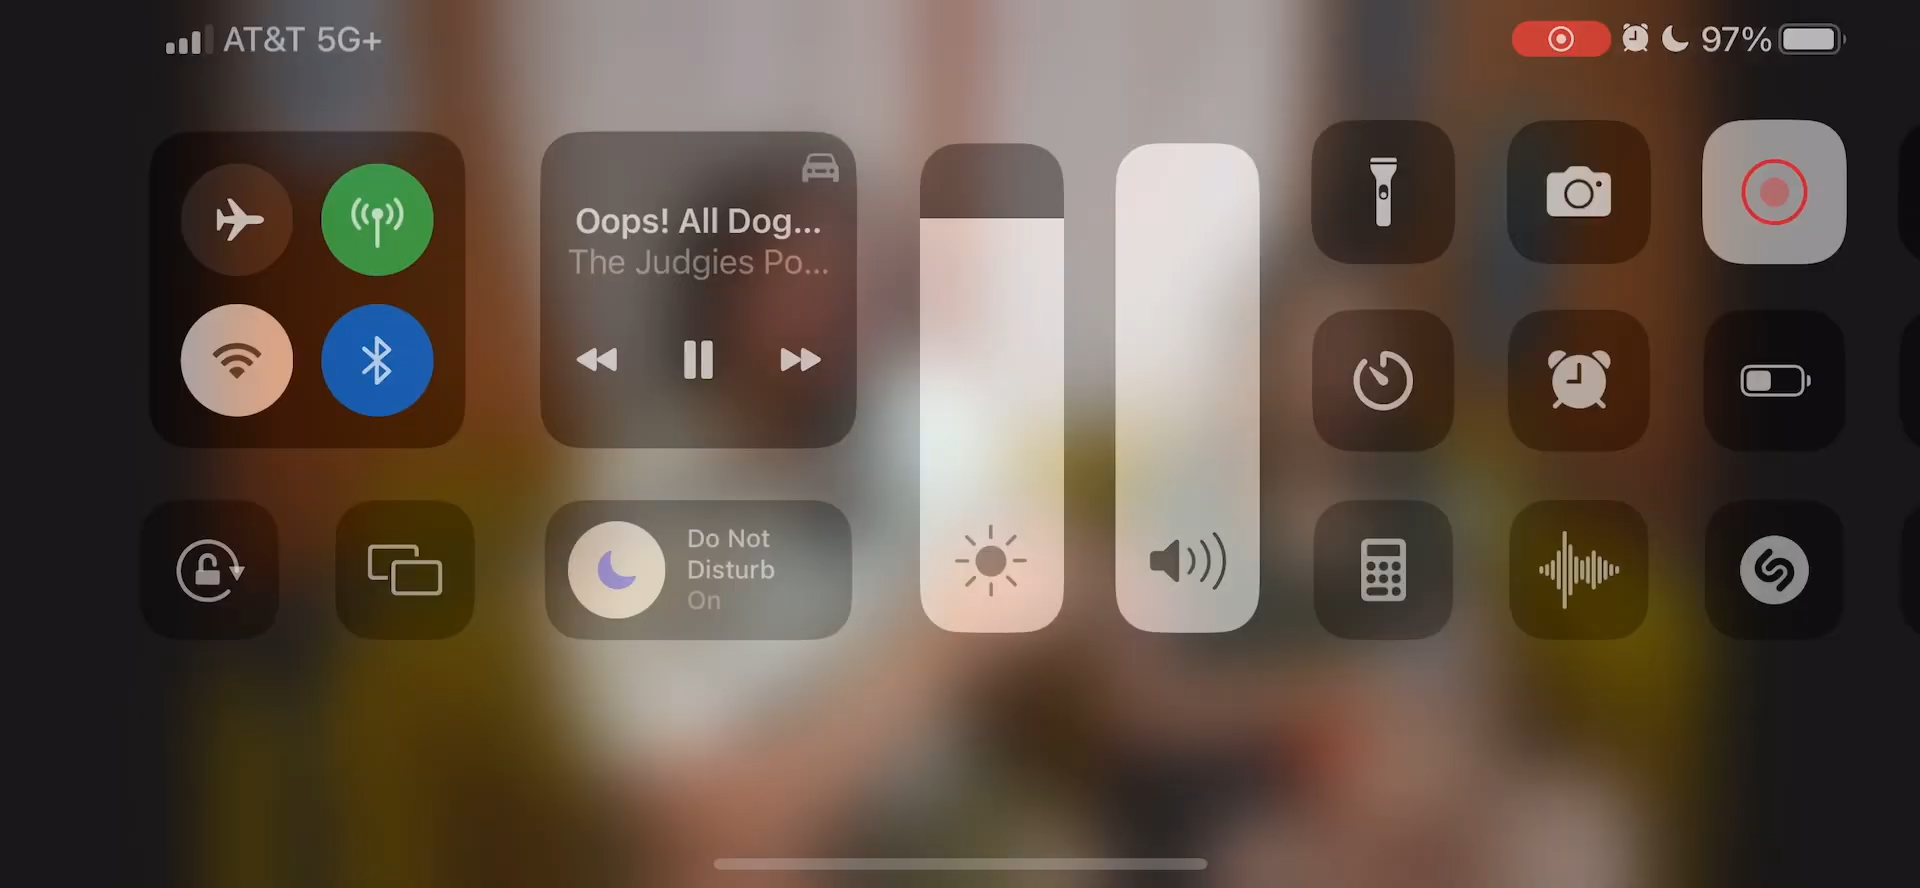 AT&T 5G+
97%
Oops! All Dog...
The Judgies Po...
Do Not
Disturb
On